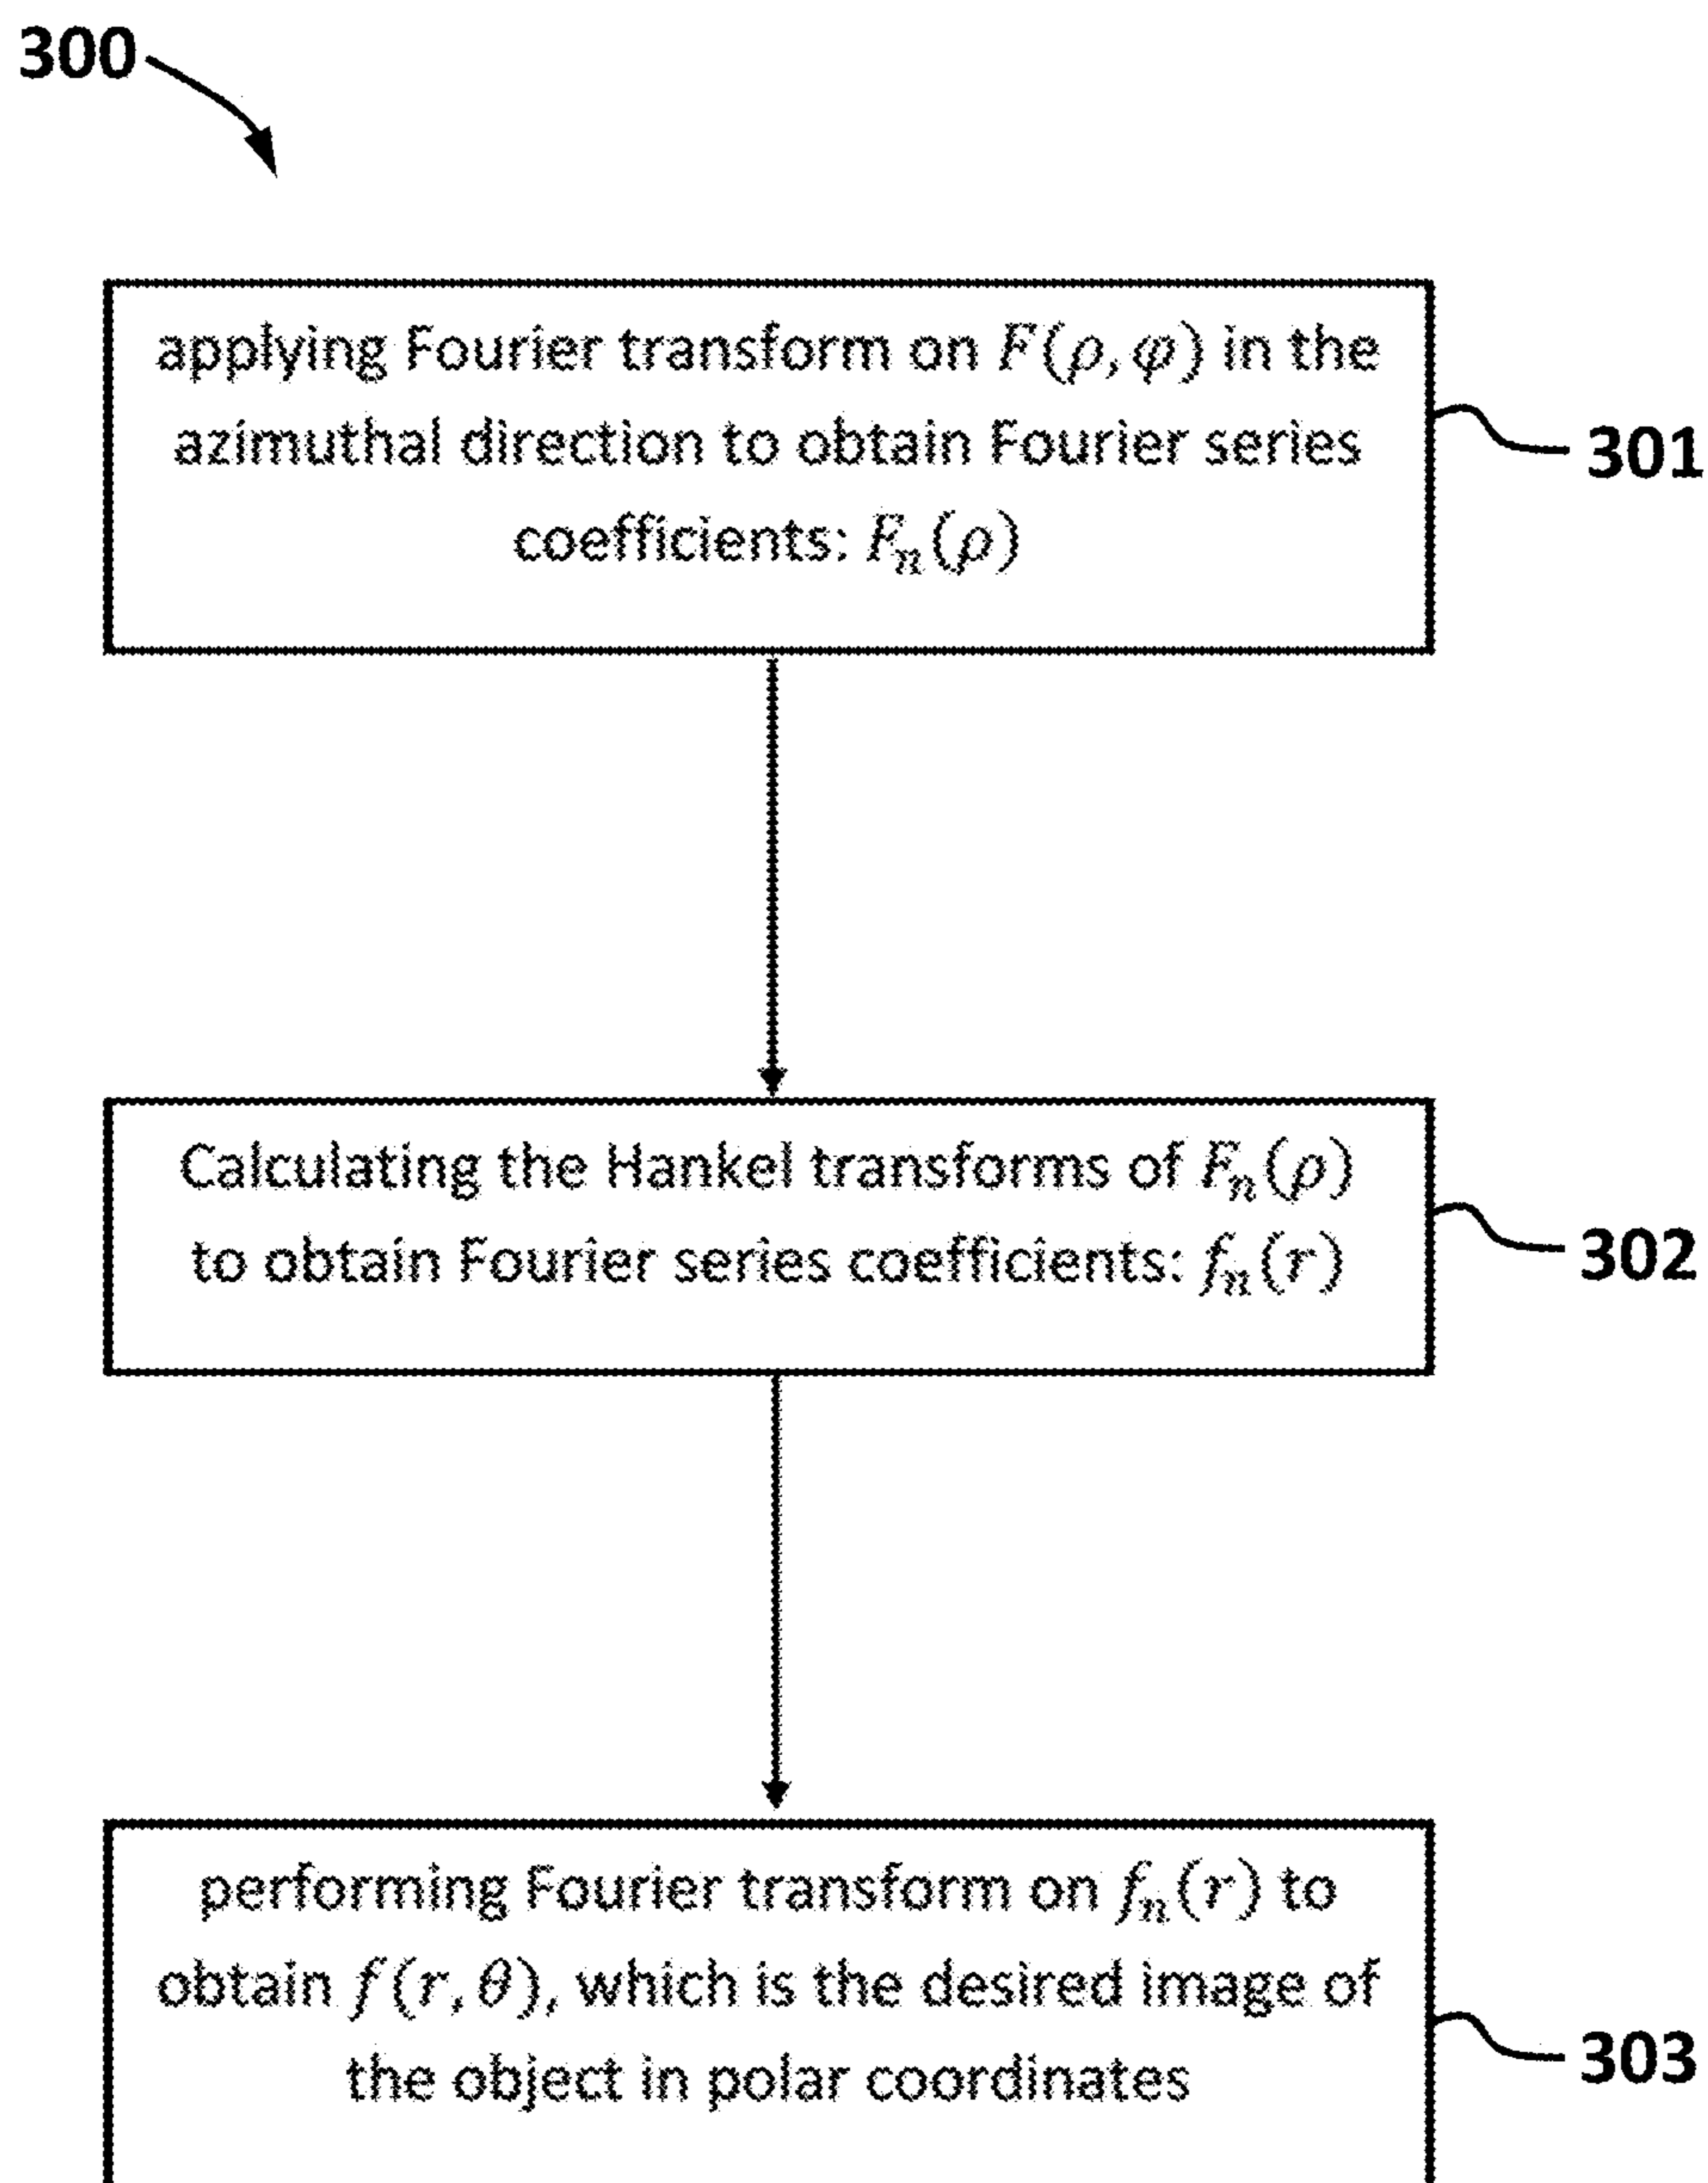 300
applying Fourier transform on F(ρ, φ) in the
azimuthal direction to obtain Fourier series
coefficients: Fₙ(ρ)
301
Calculating the Hankel transforms of Fₙ(ρ)
to obtain Fourier series coefficients: fₙ(r)
302
performing Fourier transform on fₙ(r) to
obtain f(r, θ), which is the desired image of
the object in polar coordinates
303